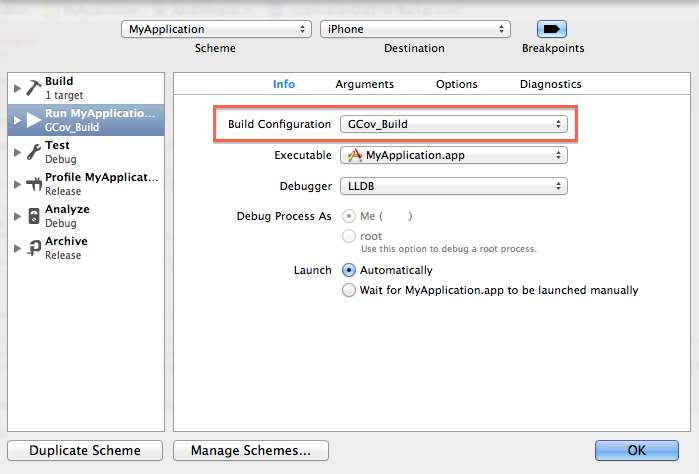 MyApplication
iPhone
Scheme
Destination
Breakpoints
Build
1 target
Run MyApplication...
GCov_Build
Test
Debug
Profile MyApplicat...
Release
Analyze
Debug
Archive
Release
Info
Arguments
Options
Diagnostics
Build Configuration
GCov_Build
Executable
MyApplication.app
Debugger
LLDB
Debug Process As
Me (      )
root
Use this option to debug a root process.
Launch
Automatically
Wait for MyApplication.app to be launched manually
Duplicate Scheme
Manage Schemes...
OK